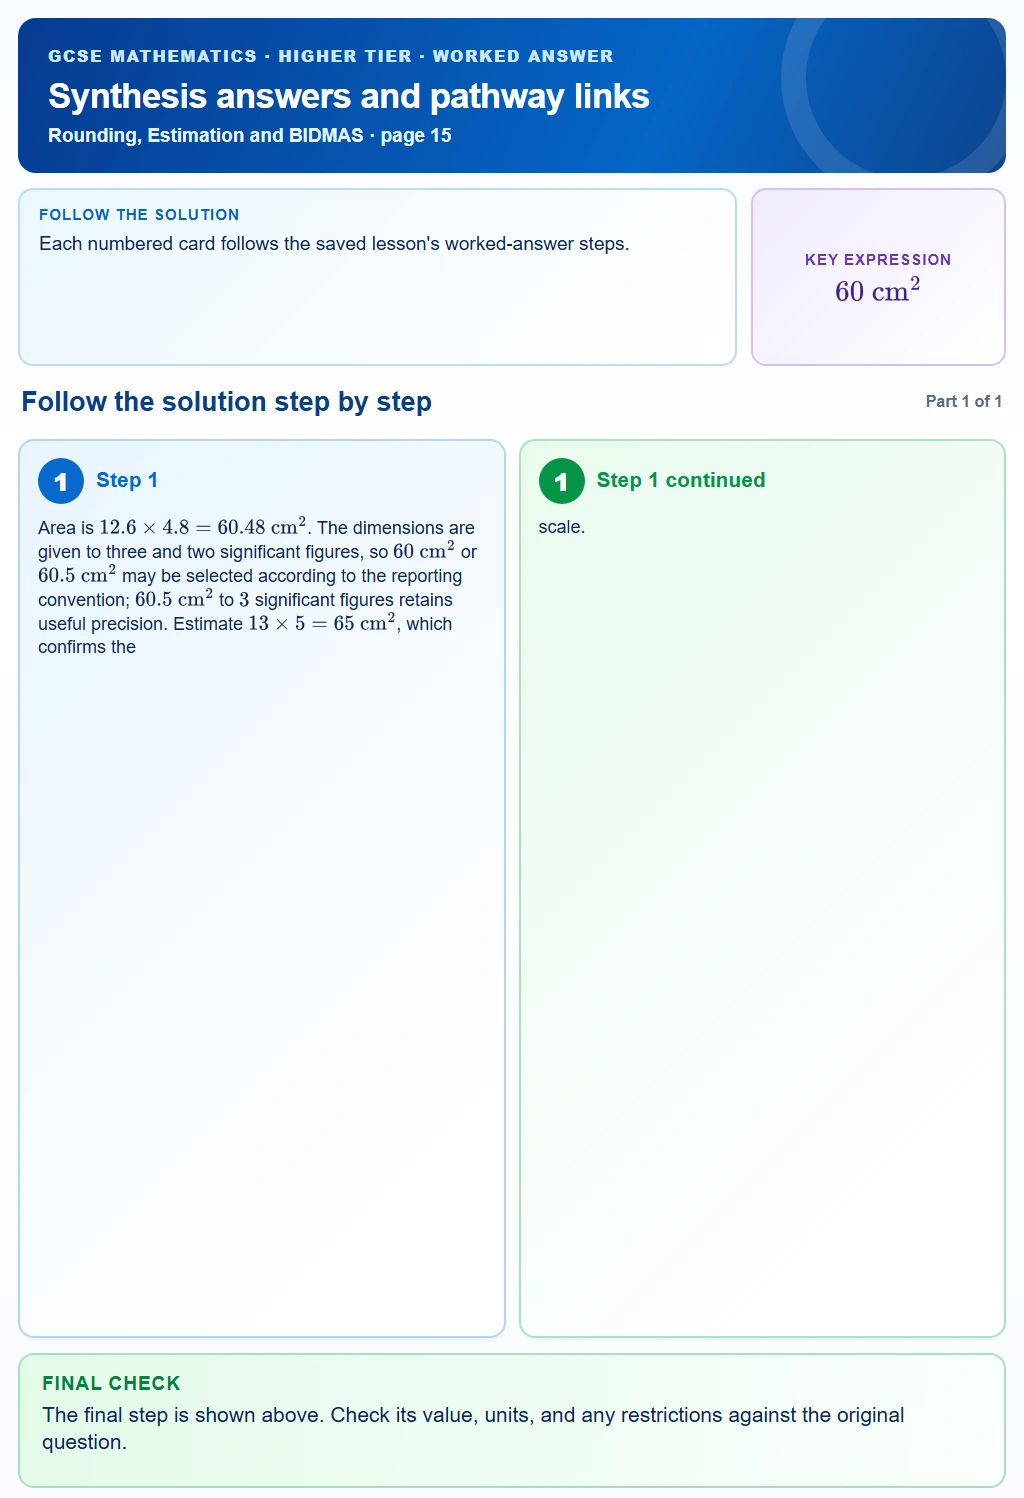 GCSE MATHEMATICS · HIGHER TIER · WORKED ANSWER
Synthesis answers and pathway links
Rounding, Estimation and BIDMAS · page 15
FOLLOW THE SOLUTION
Each numbered card follows the saved lesson's worked-answer steps.
KEY EXPRESSION
60 cm²
Follow the solution step by step
Part 1 of 1
1 Step 1
Area is 12.6 × 4.8 = 60.48 cm². The dimensions are
given to three and two significant figures, so 60 cm² or
60.5 cm² may be selected according to the reporting
convention; 60.5 cm² to 3 significant figures retains
useful precision. Estimate 13 × 5 = 65 cm², which
confirms the
1 Step 1 continued
scale.
FINAL CHECK
The final step is shown above. Check its value, units, and any restrictions against the original
question.